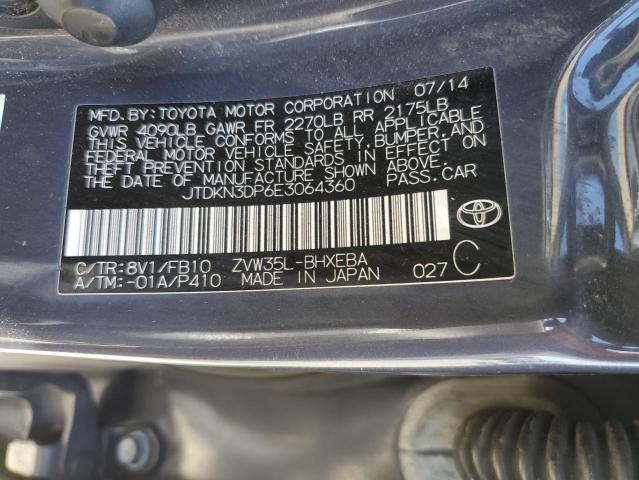 MFD. BY: TOYOTA MOTOR CORPORATION 07/14
GVWR 4090LB GAWR FR 2270LB RR 2175LB
THIS VEHICLE CONFORMS TO ALL APPLICABLE
FEDERAL MOTOR VEHICLE SAFETY, BUMPER, AND
THEFT PREVENTION STANDARDS IN EFFECT ON
THE DATE OF MANUFACTURE SHOWN ABOVE.
JTDKN3DP6E3064360 PASS. CAR
C/TR: 8V1/FB10 ZVW35L-BHXEBA
A/TM: -01A/P410 MADE IN JAPAN 027 C